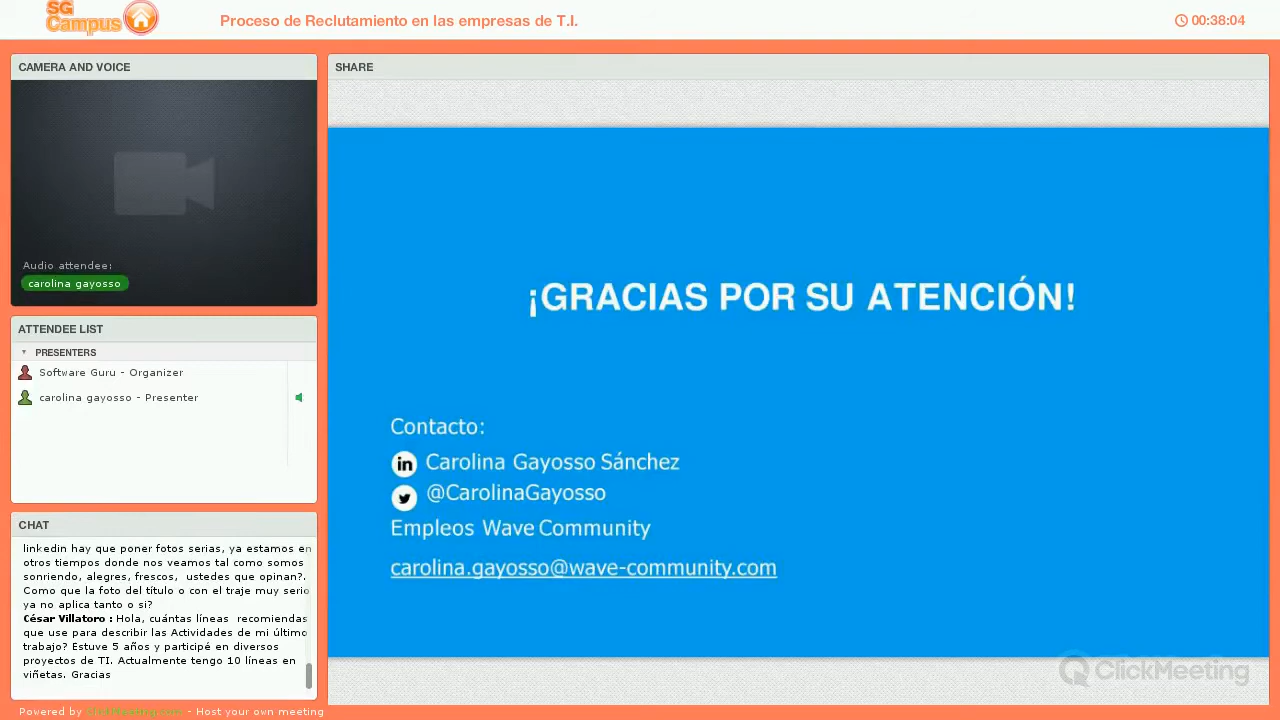 SG
Campus
Proceso de Reclutamiento en las empresas de T.I.
00:38:04
CAMERA AND VOICE
Audio attendee:
carolina gayosso
ATTENDEE LIST
PRESENTERS
Software Guru - Organizer
carolina gayosso - Presenter
CHAT
linkedin hay que poner fotos serias, ya estamos en
otros tiempos donde nos veamos tal como somos
sonriendo, alegres, frescos, ustedes que opinan?.
Como que la foto del título o con el traje muy serio
ya no aplica tanto o si?
César Villatoro : Hola, cuántas líneas recomiendas
que use para describir las Actividades de mi último
trabajo? Estuve 5 años y participé en diversos
proyectos de TI. Actualmente tengo 10 líneas en
viñetas. Gracias
Powered by ClickMeeting.com - Host your own meeting
SHARE
¡GRACIAS POR SU ATENCIÓN!
Contacto:
in Carolina Gayosso Sánchez
@CarolinaGayosso
Empleos Wave Community
carolina.gayosso@wave-community.com
ClickMeeting